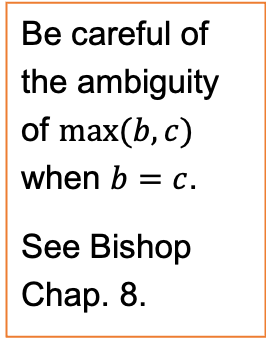 Be careful of
the ambiguity
of max(𝑏, 𝑐)
when 𝑏 = 𝑐.
See Bishop
Chap. 8.